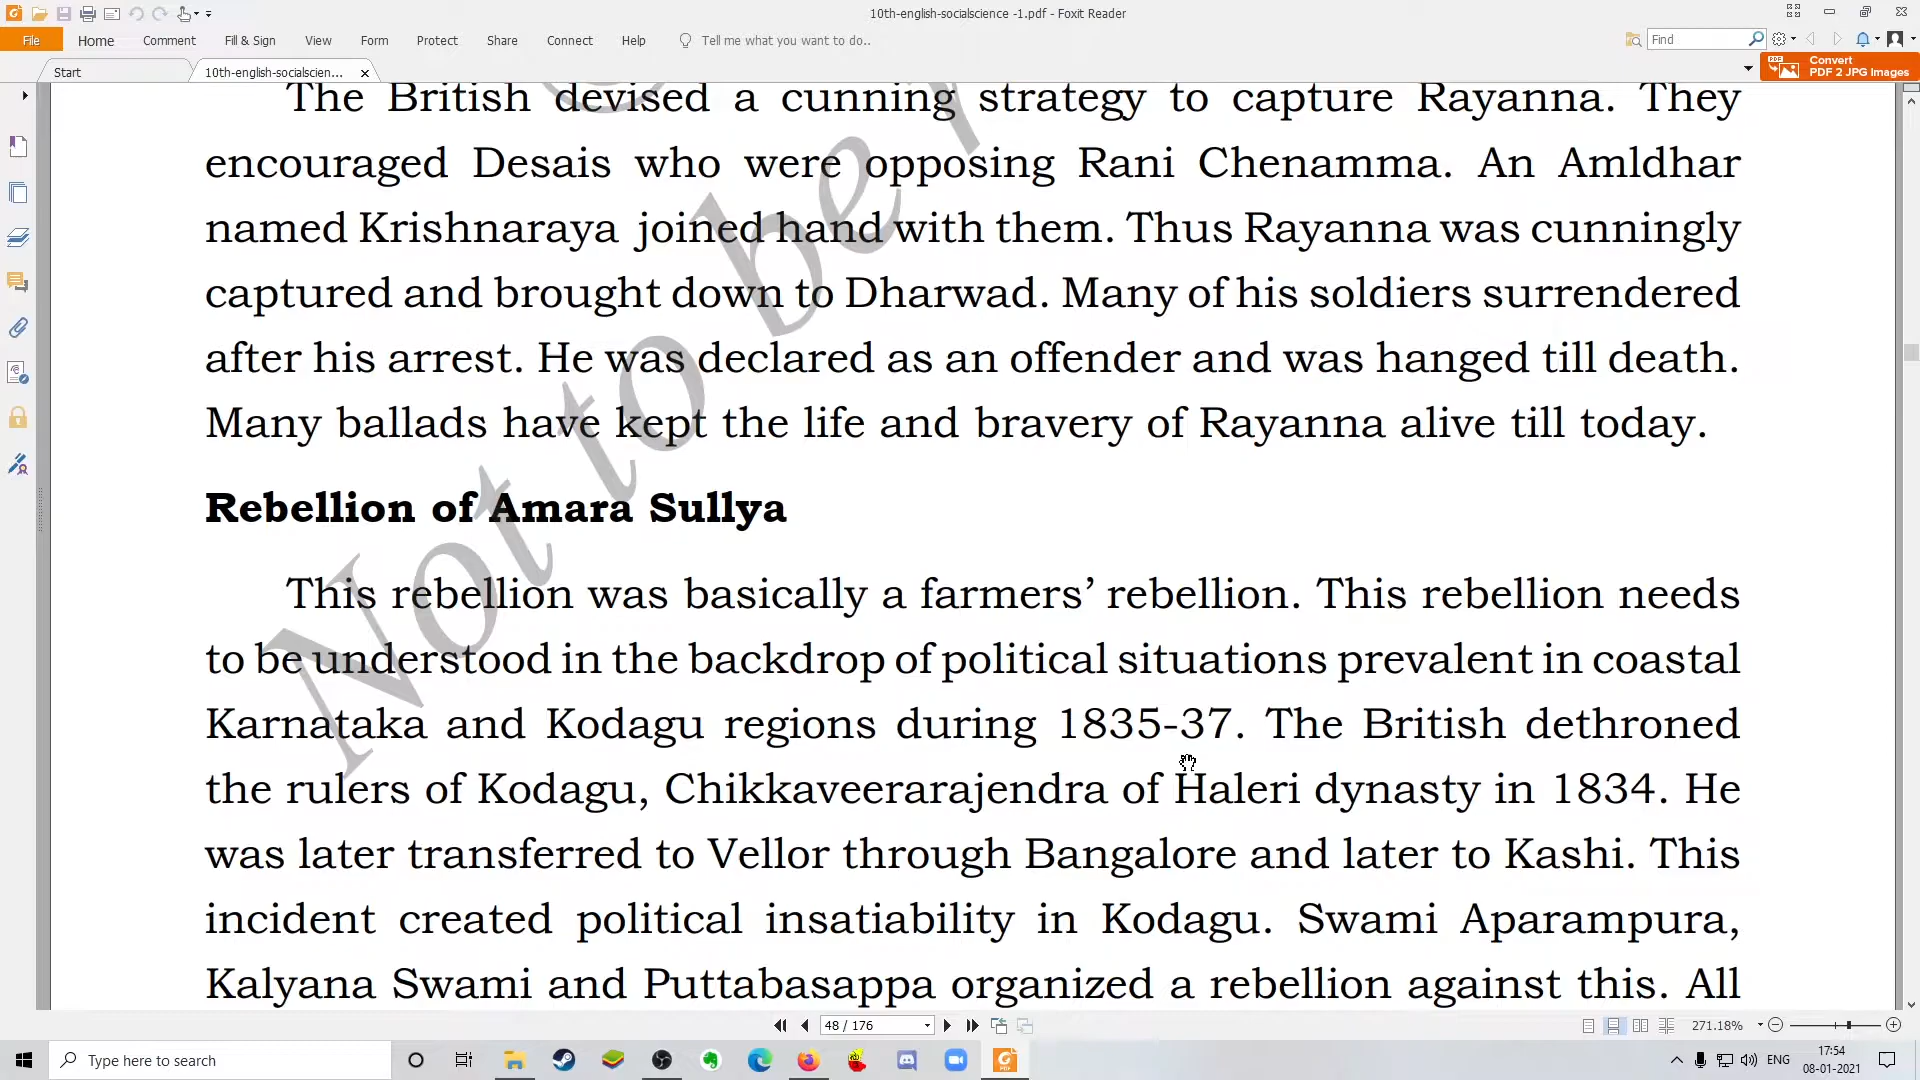 10th-english-socialscience -1.pdf - Foxit Reader
File Home Comment Fill & Sign View Form Protect Share Connect Help Tell me what you want to do.. Find
Start 10th-english-socialscien... Convert
PDF 2 JPG Images
The British devised a cunning strategy to capture Rayanna. They
encouraged Desais who were opposing Rani Chenamma. An Amldhar
named Krishnaraya joined hand with them. Thus Rayanna was cunningly
captured and brought down to Dharwad. Many of his soldiers surrendered
after his arrest. He was declared as an offender and was hanged till death.
Many ballads have kept the life and bravery of Rayanna alive till today.
Rebellion of Amara Sullya
This rebellion was basically a farmers’ rebellion. This rebellion needs
to be understood in the backdrop of political situations prevalent in coastal
Karnataka and Kodagu regions during 1835-37. The British dethroned
the rulers of Kodagu, Chikkaveerarajendra of Haleri dynasty in 1834. He
was later transferred to Vellor through Bangalore and later to Kashi. This
incident created political insatiability in Kodagu. Swami Aparampura,
Kalyana Swami and Puttabasappa organized a rebellion against this. All
Not to be
48 / 176 271.18%
Type here to search ENG 17:54
08-01-2021